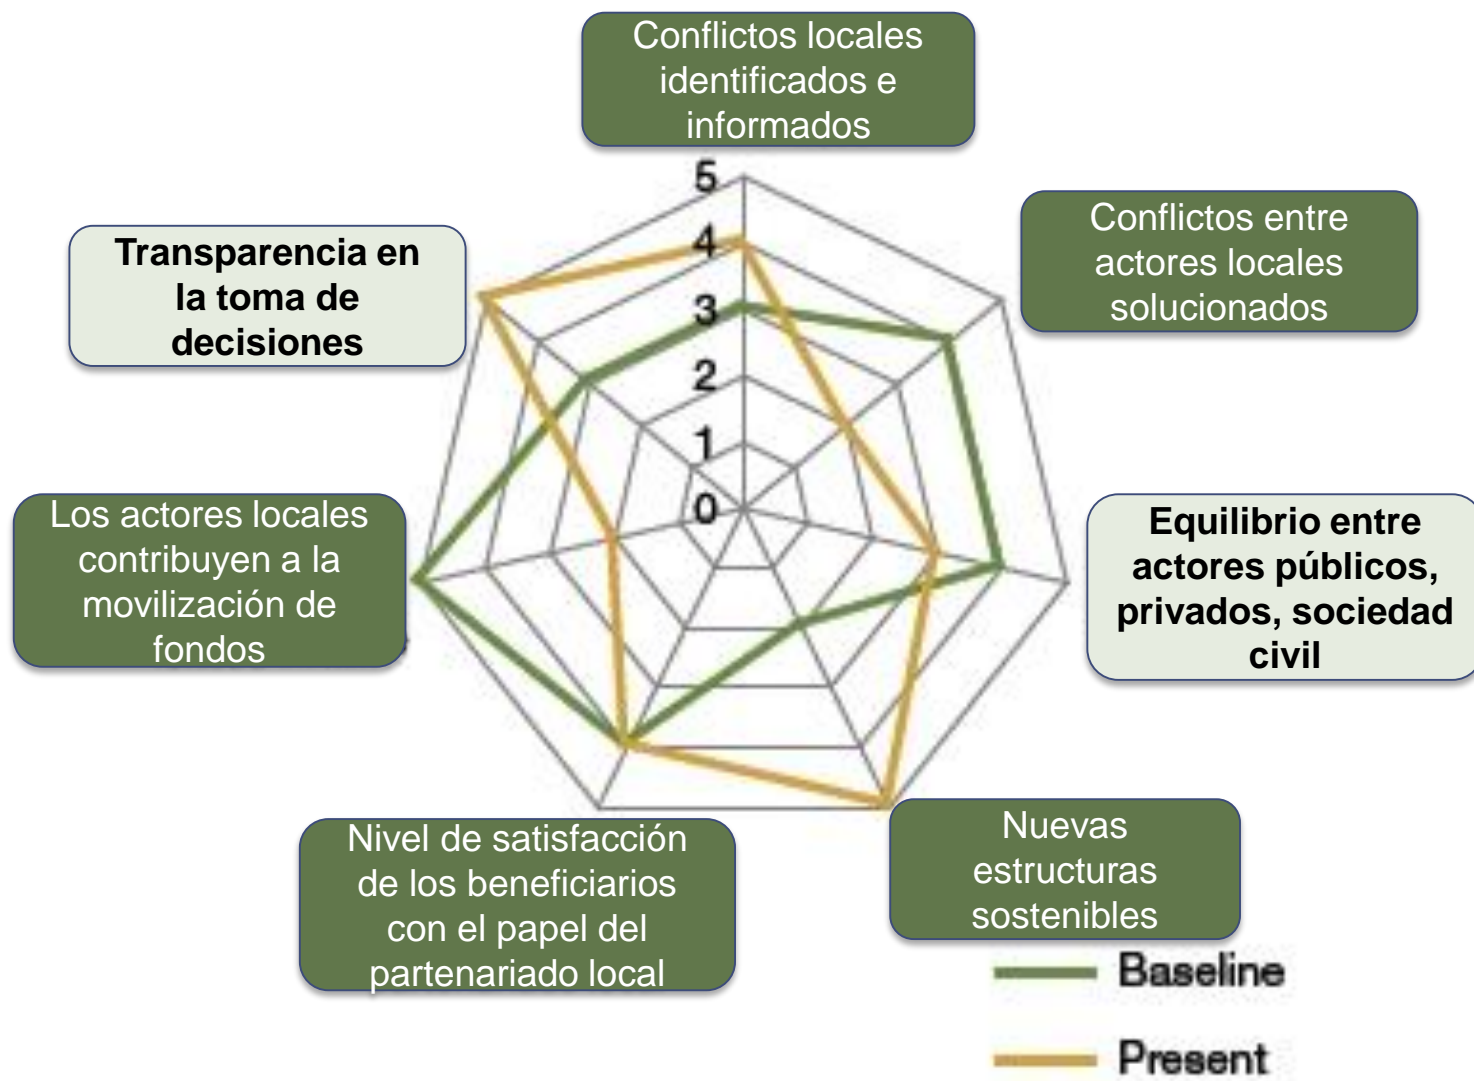 Conflictos locales
identificados e
informados
Conflictos entre
actores locales
solucionados
Transparencia en
la toma de
decisiones
5
4
3
2
1
0
Los actores locales
contribuyen a la
movilización de
fondos
Equilibrio entre
actores públicos,
privados, sociedad
civil
Nivel de satisfacción
de los beneficiarios
con el papel del
partenariado local
Nuevas
estructuras
sostenibles
Baseline
Present